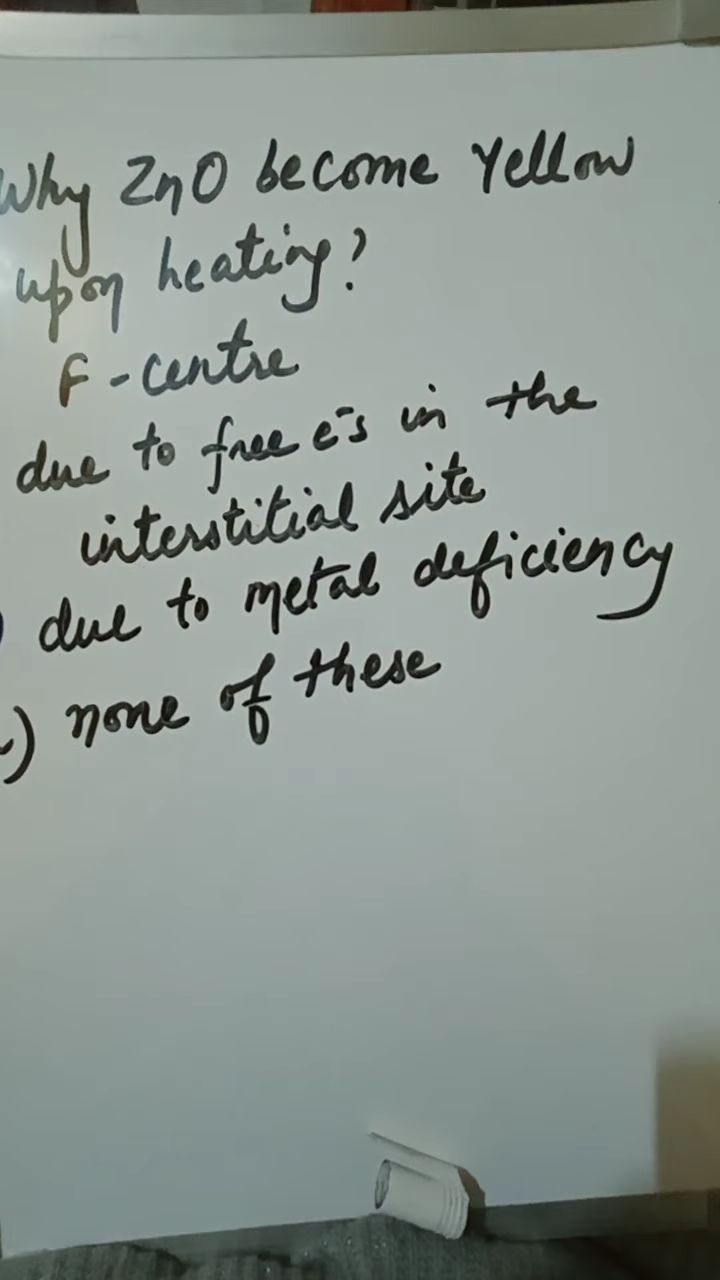 Why ZnO become Yellow
upon heating?
F-centre
due to free e⁻s in the
interstitial site
due to metal deficiency
) none of these